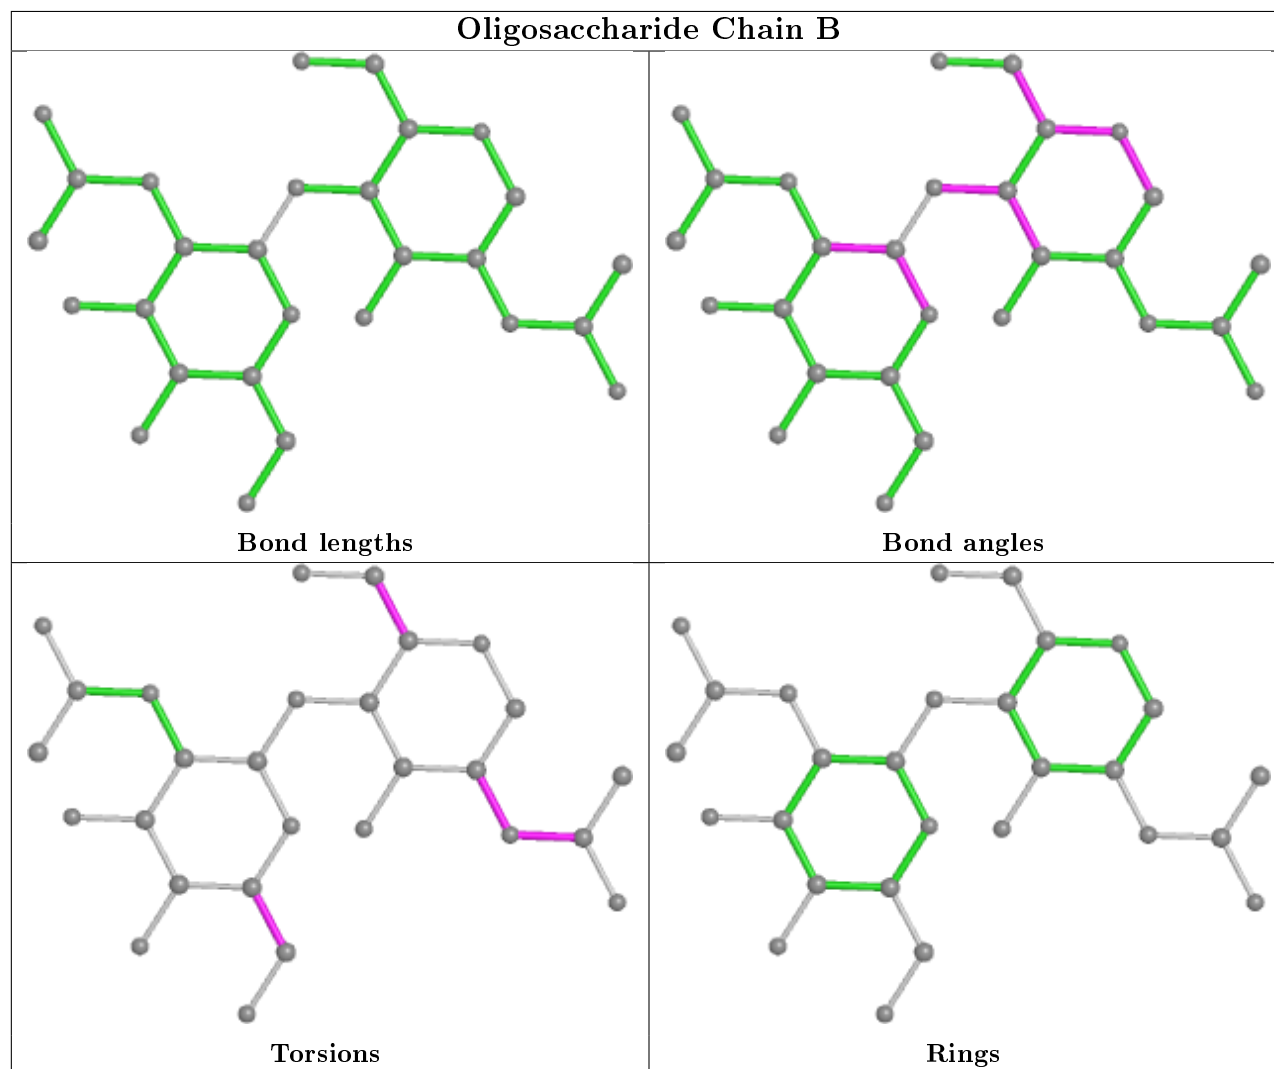 Oligosaccharide Chain B
Bond lengths
Bond angles
Torsions
Rings